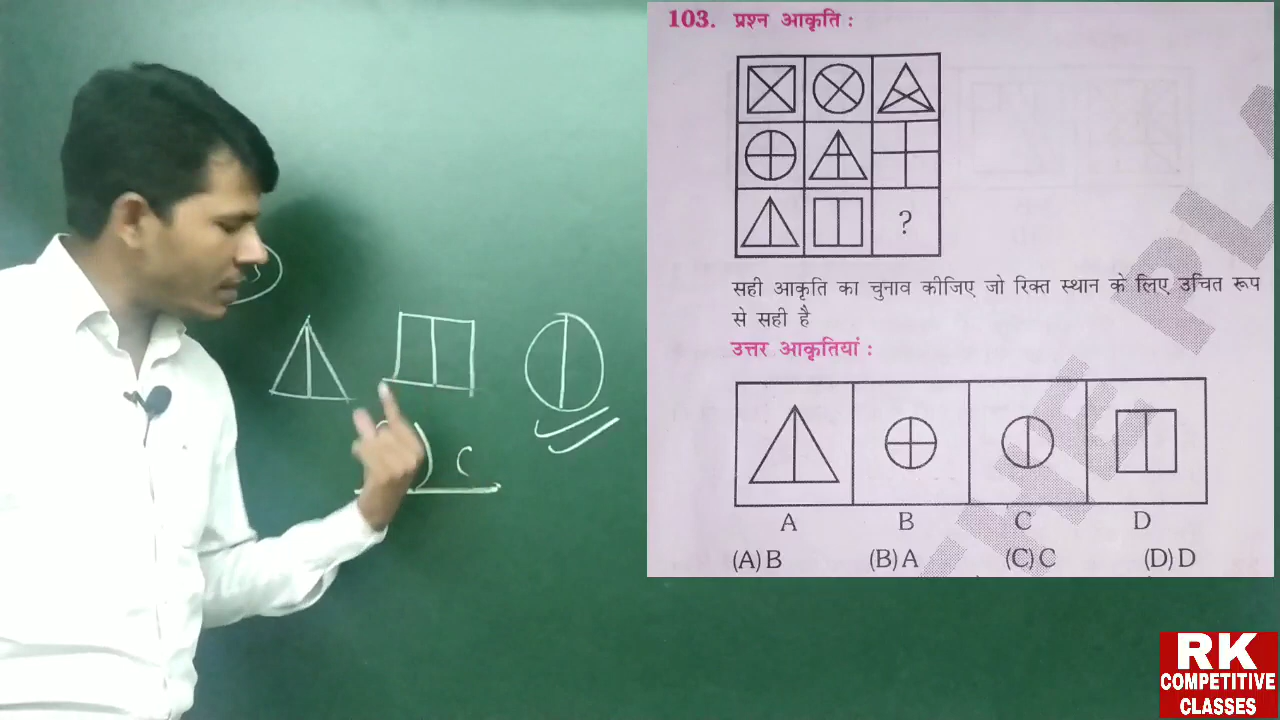 103. प्रश्न आकृति :
?
सही आकृति का चुनाव कीजिए जो रिक्त स्थान के लिए उचित रूप
से सही है
उत्तर आकृतियां :
A B C D
(A) B (B) A (C) C (D) D
) C
RK
COMPETITIVE
CLASSES